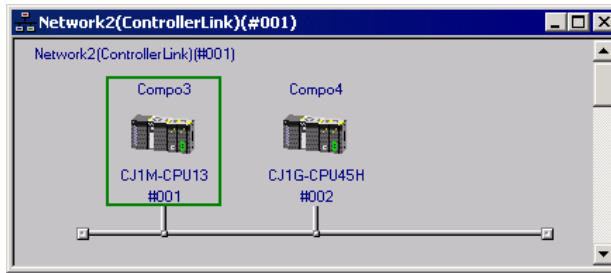 Network2(ControllerLink)(#001)
Network2(ControllerLink)(#001)
Compo3 Compo4
CJ1M-CPU13 CJ1G-CPU45H
#001 #002